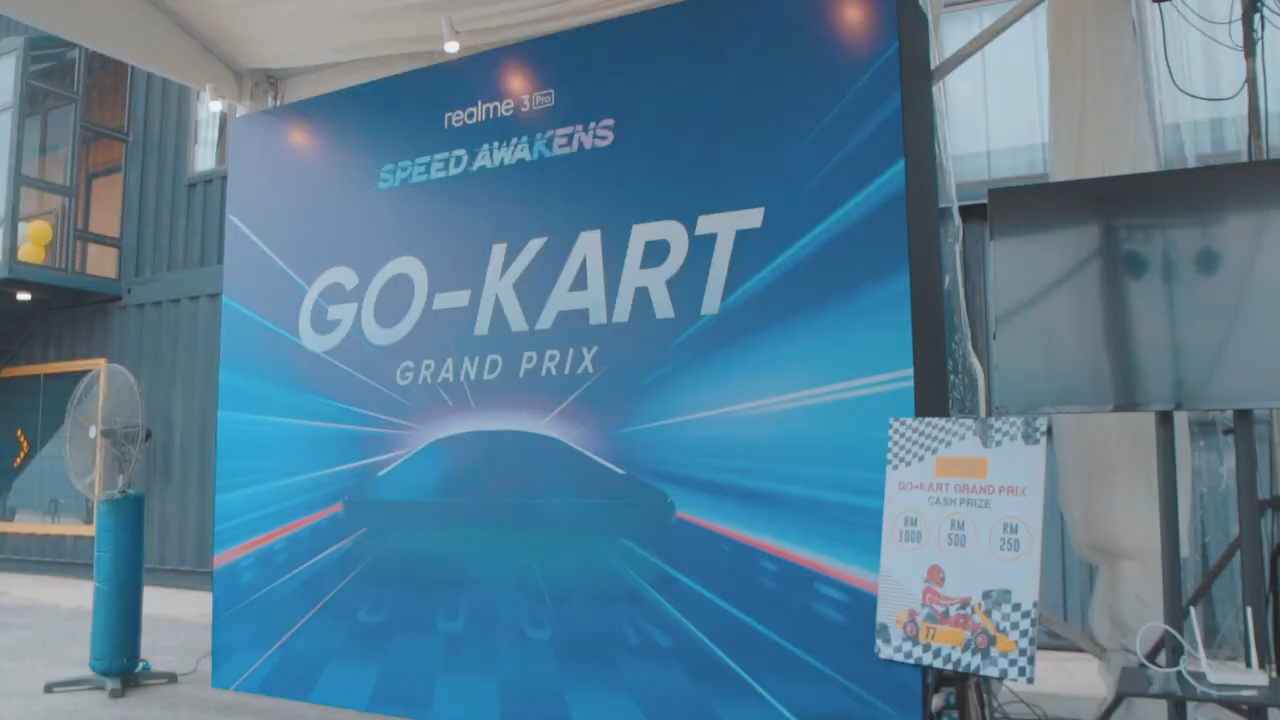 realme 3 Pro
SPEED AWAKENS
GO-KART
GRAND PRIX
GO-KART GRAND PRIX
CASH PRIZE
RM
1000
RM
500
RM
250
77